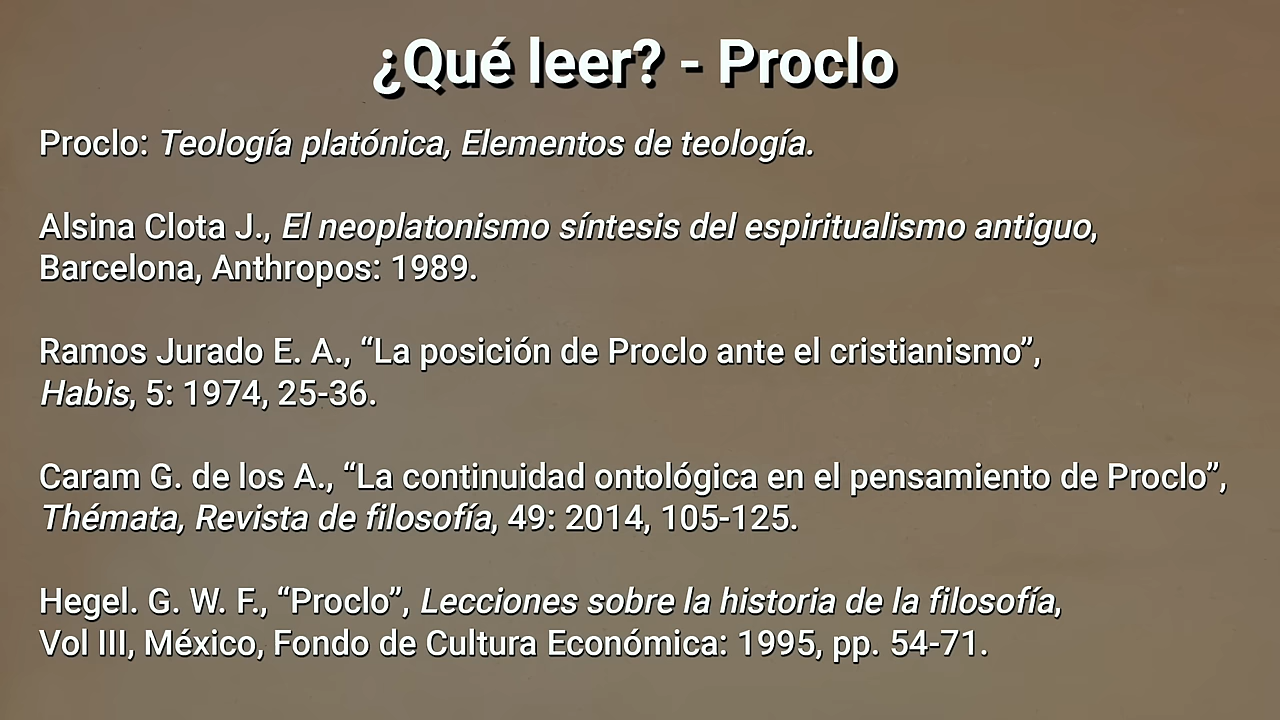 ¿Qué leer? - Proclo
Proclo: Teología platónica, Elementos de teología.
Alsina Clota J., El neoplatonismo síntesis del espiritualismo antiguo,
Barcelona, Anthropos: 1989.
Ramos Jurado E. A., “La posición de Proclo ante el cristianismo”,
Habis, 5: 1974, 25-36.
Caram G. de los A., “La continuidad ontológica en el pensamiento de Proclo”,
Thémata, Revista de filosofía, 49: 2014, 105-125.
Hegel. G. W. F., “Proclo”, Lecciones sobre la historia de la filosofía,
Vol III, México, Fondo de Cultura Económica: 1995, pp. 54-71.